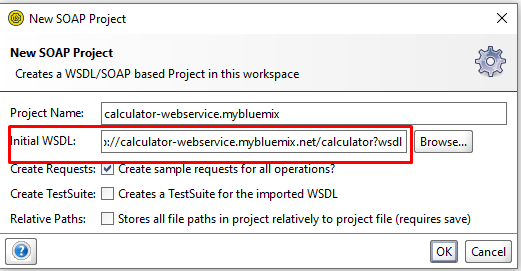 New SOAP Project
New SOAP Project
Creates a WSDL/SOAP based Project in this workspace
Project Name: calculator-webservice.mybluemix
Initial WSDL: ://calculator-webservice.mybluemix.net/calculator?wsdl Browse...
Create Requests: Create sample requests for all operations?
Create TestSuite: Creates a TestSuite for the imported WSDL
Relative Paths: Stores all file paths in project relatively to project file (requires save)
? OK Cancel